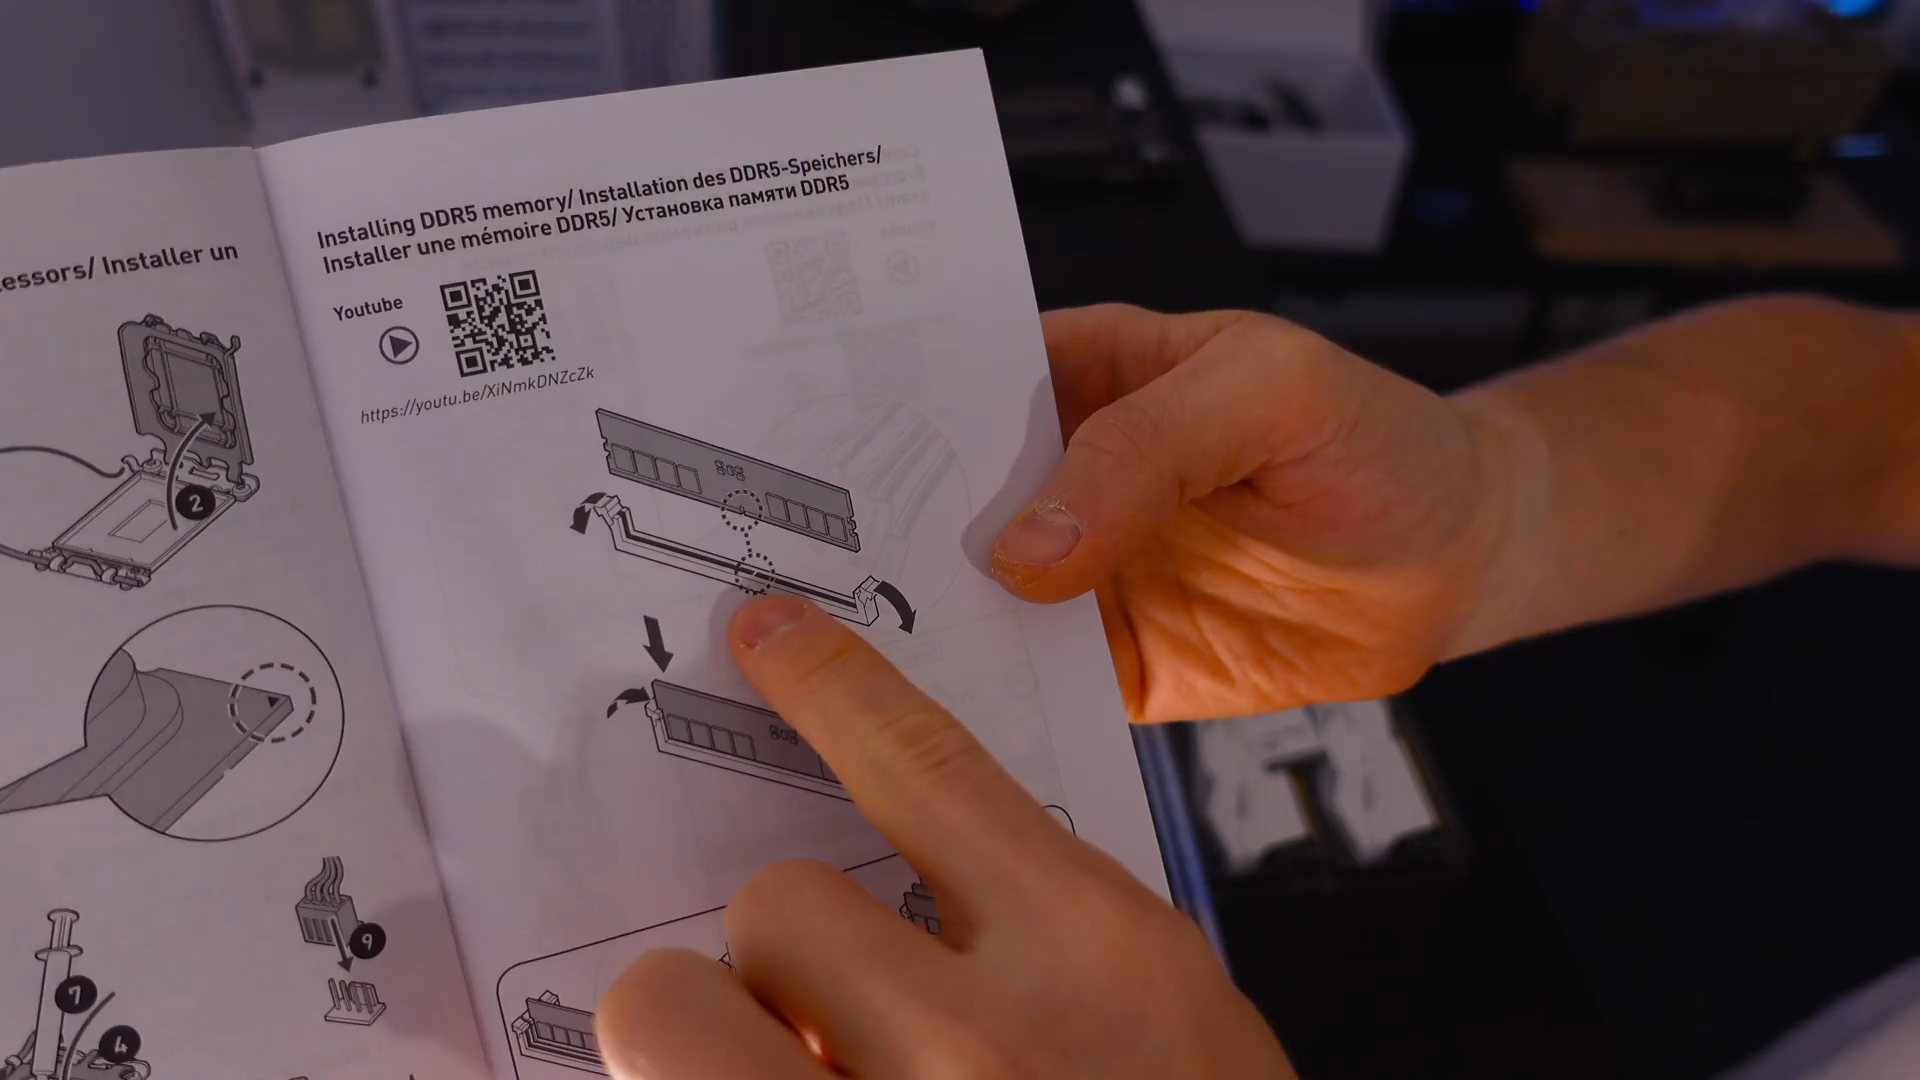 essors/ Installer un
2
9
7
4
Installing DDR5 memory/ Installation des DDR5-Speichers/
Installer une mémoire DDR5/ Установка памяти DDR5
Youtube
https://youtu.be/XiNmkDNZcZk